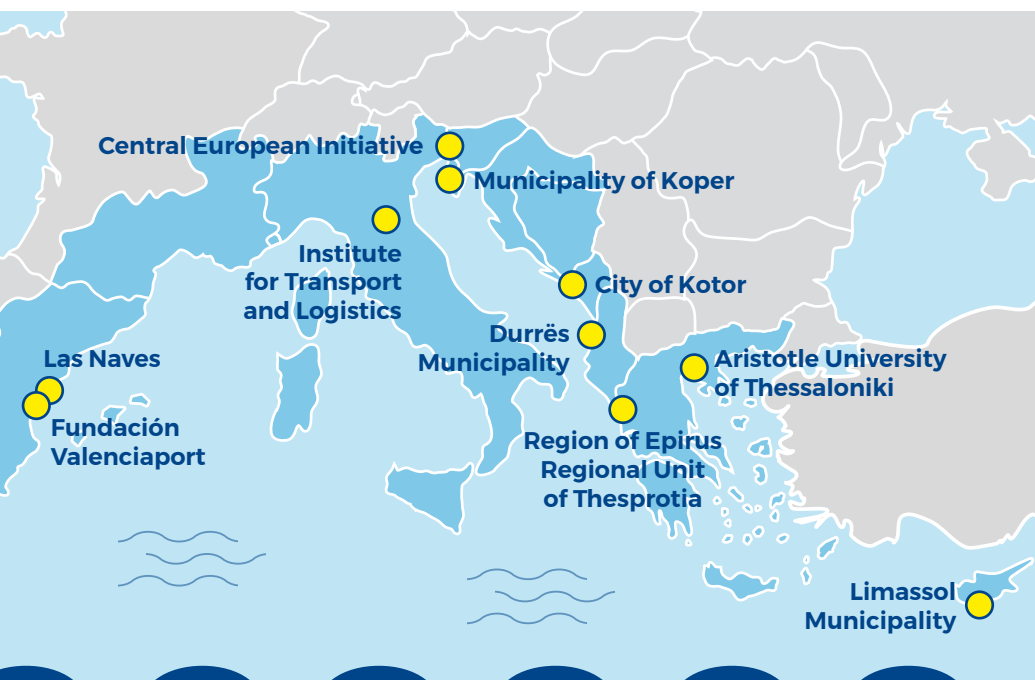 Central European Initiative
Municipality of Koper
Institute
for Transport
and Logistics
City of Kotor
Durrës
Municipality
Las Naves
Aristotle University
of Thessaloniki
Fundación
Valenciaport
Region of Epirus
Regional Unit
of Thesprotia
Limassol
Municipality